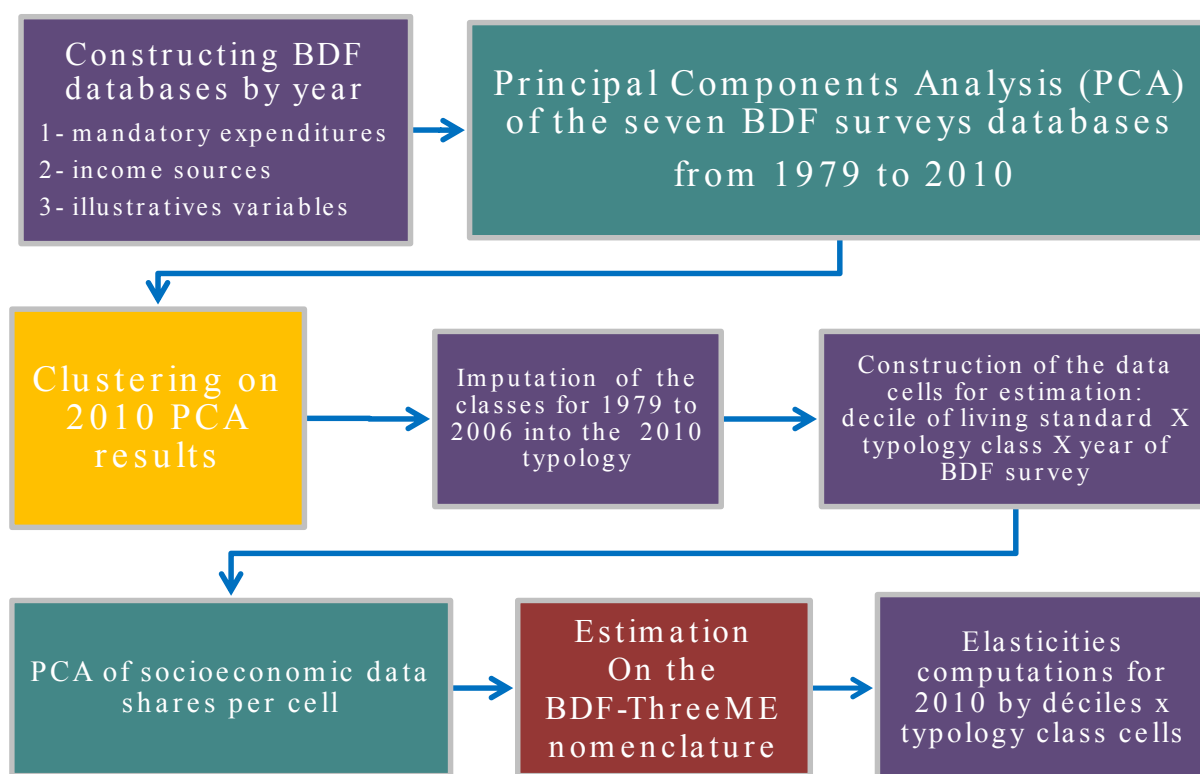 Constructing BDF
databases by year
1- mandatory expenditures
2- income sources
3- illustratives variables
Principal Components Analysis (PCA)
of the seven BDF surveys databases
from 1979 to 2010
Clustering on
2010 PCA
results
Imputation of the
classes for 1979 to
2006 into the 2010
typology
Construction of the data
cells for estimation:
decile of living standard X
typology class X year of
BDF survey
PCA of socioeconomic data
shares per cell
Estimation
On the
BDF-ThreeME
nomenclature
Elasticities
computations for
2010 by déciles x
typology class cells